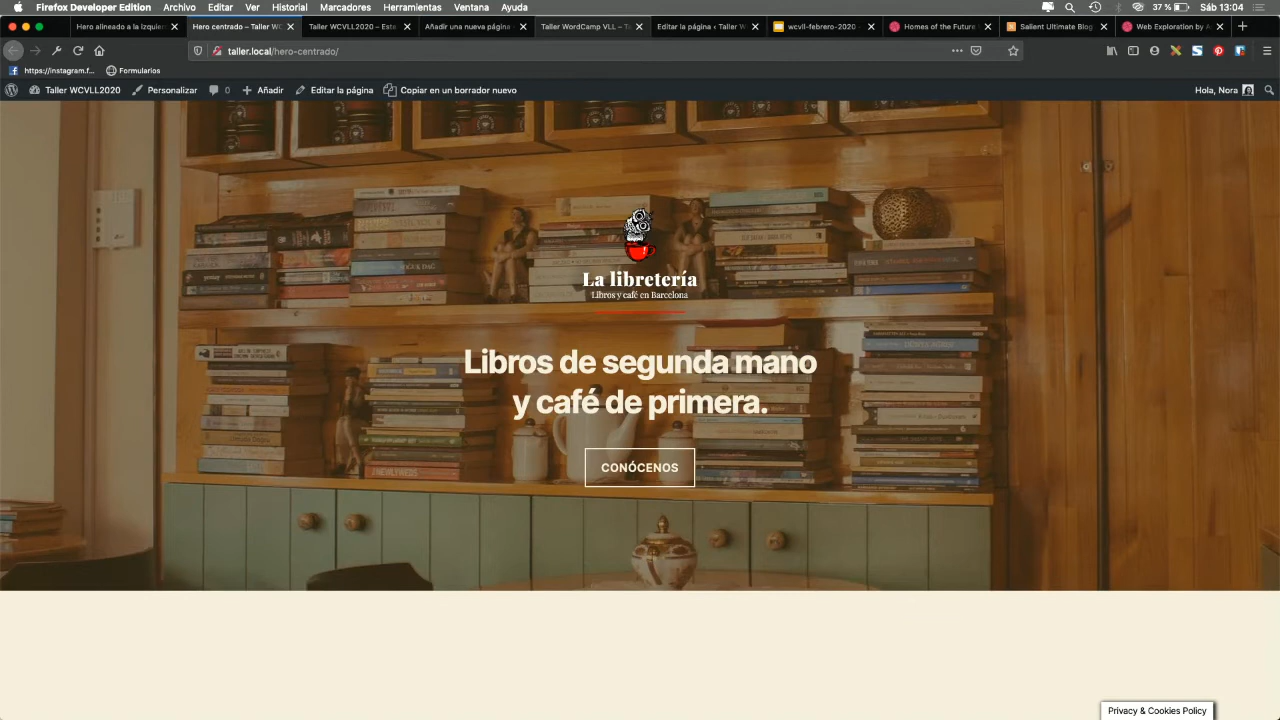 Firefox Developer Edition Archivo Editar Ver Historial Marcadores Herramientas Ventana Ayuda 37 % Sáb 13:04
Hero alineado a la izquier Hero centrado – Taller WC Taller WCVLL2020 – Este Añadir una nueva página Taller WordCamp VLL – T Editar la página ‹ Taller W wcvll-febrero-2020 - Homes of the Future Salient Ultimate Blog Web Exploration by A
taller.local/hero-centrado/
https://instagram.f... Formularios
Taller WCVLL2020 Personalizar 0 Añadir Editar la página Copiar en un borrador nuevo Hola, Nora
La libretería
Libros y café en Barcelona
Libros de segunda mano
y café de primera.
CONÓCENOS
Privacy & Cookies Policy